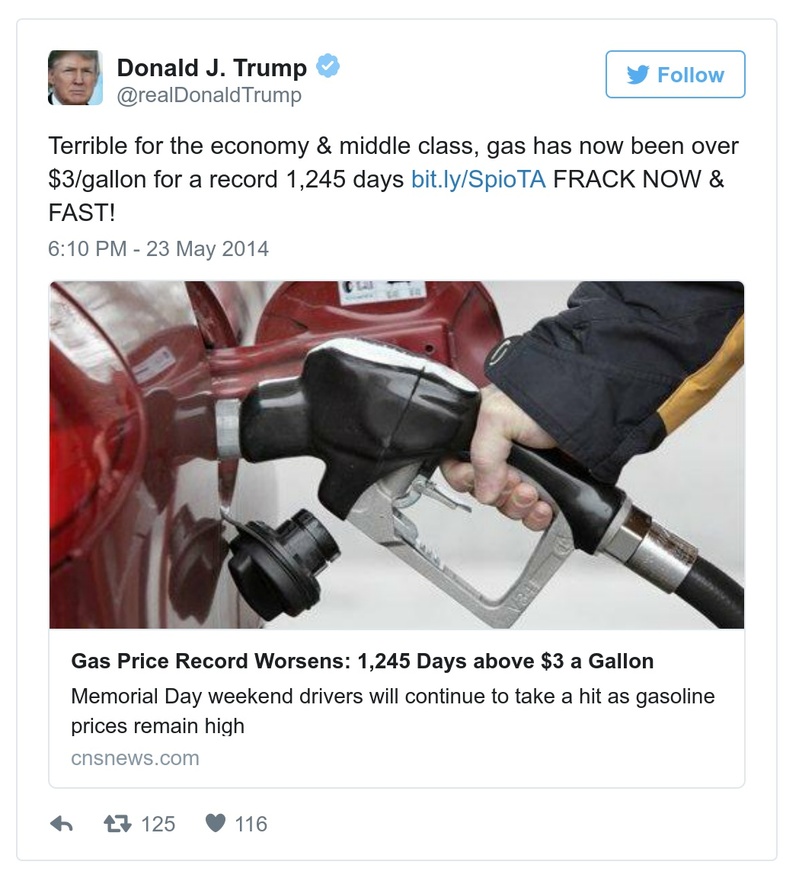 Donald J. Trump
@realDonaldTrump
Follow
Terrible for the economy & middle class, gas has now been over
$3/gallon for a record 1,245 days bit.ly/SpioTA FRACK NOW &
FAST!
6:10 PM - 23 May 2014
Gas Price Record Worsens: 1,245 Days above $3 a Gallon
Memorial Day weekend drivers will continue to take a hit as gasoline
prices remain high
cnsnews.com
125
116